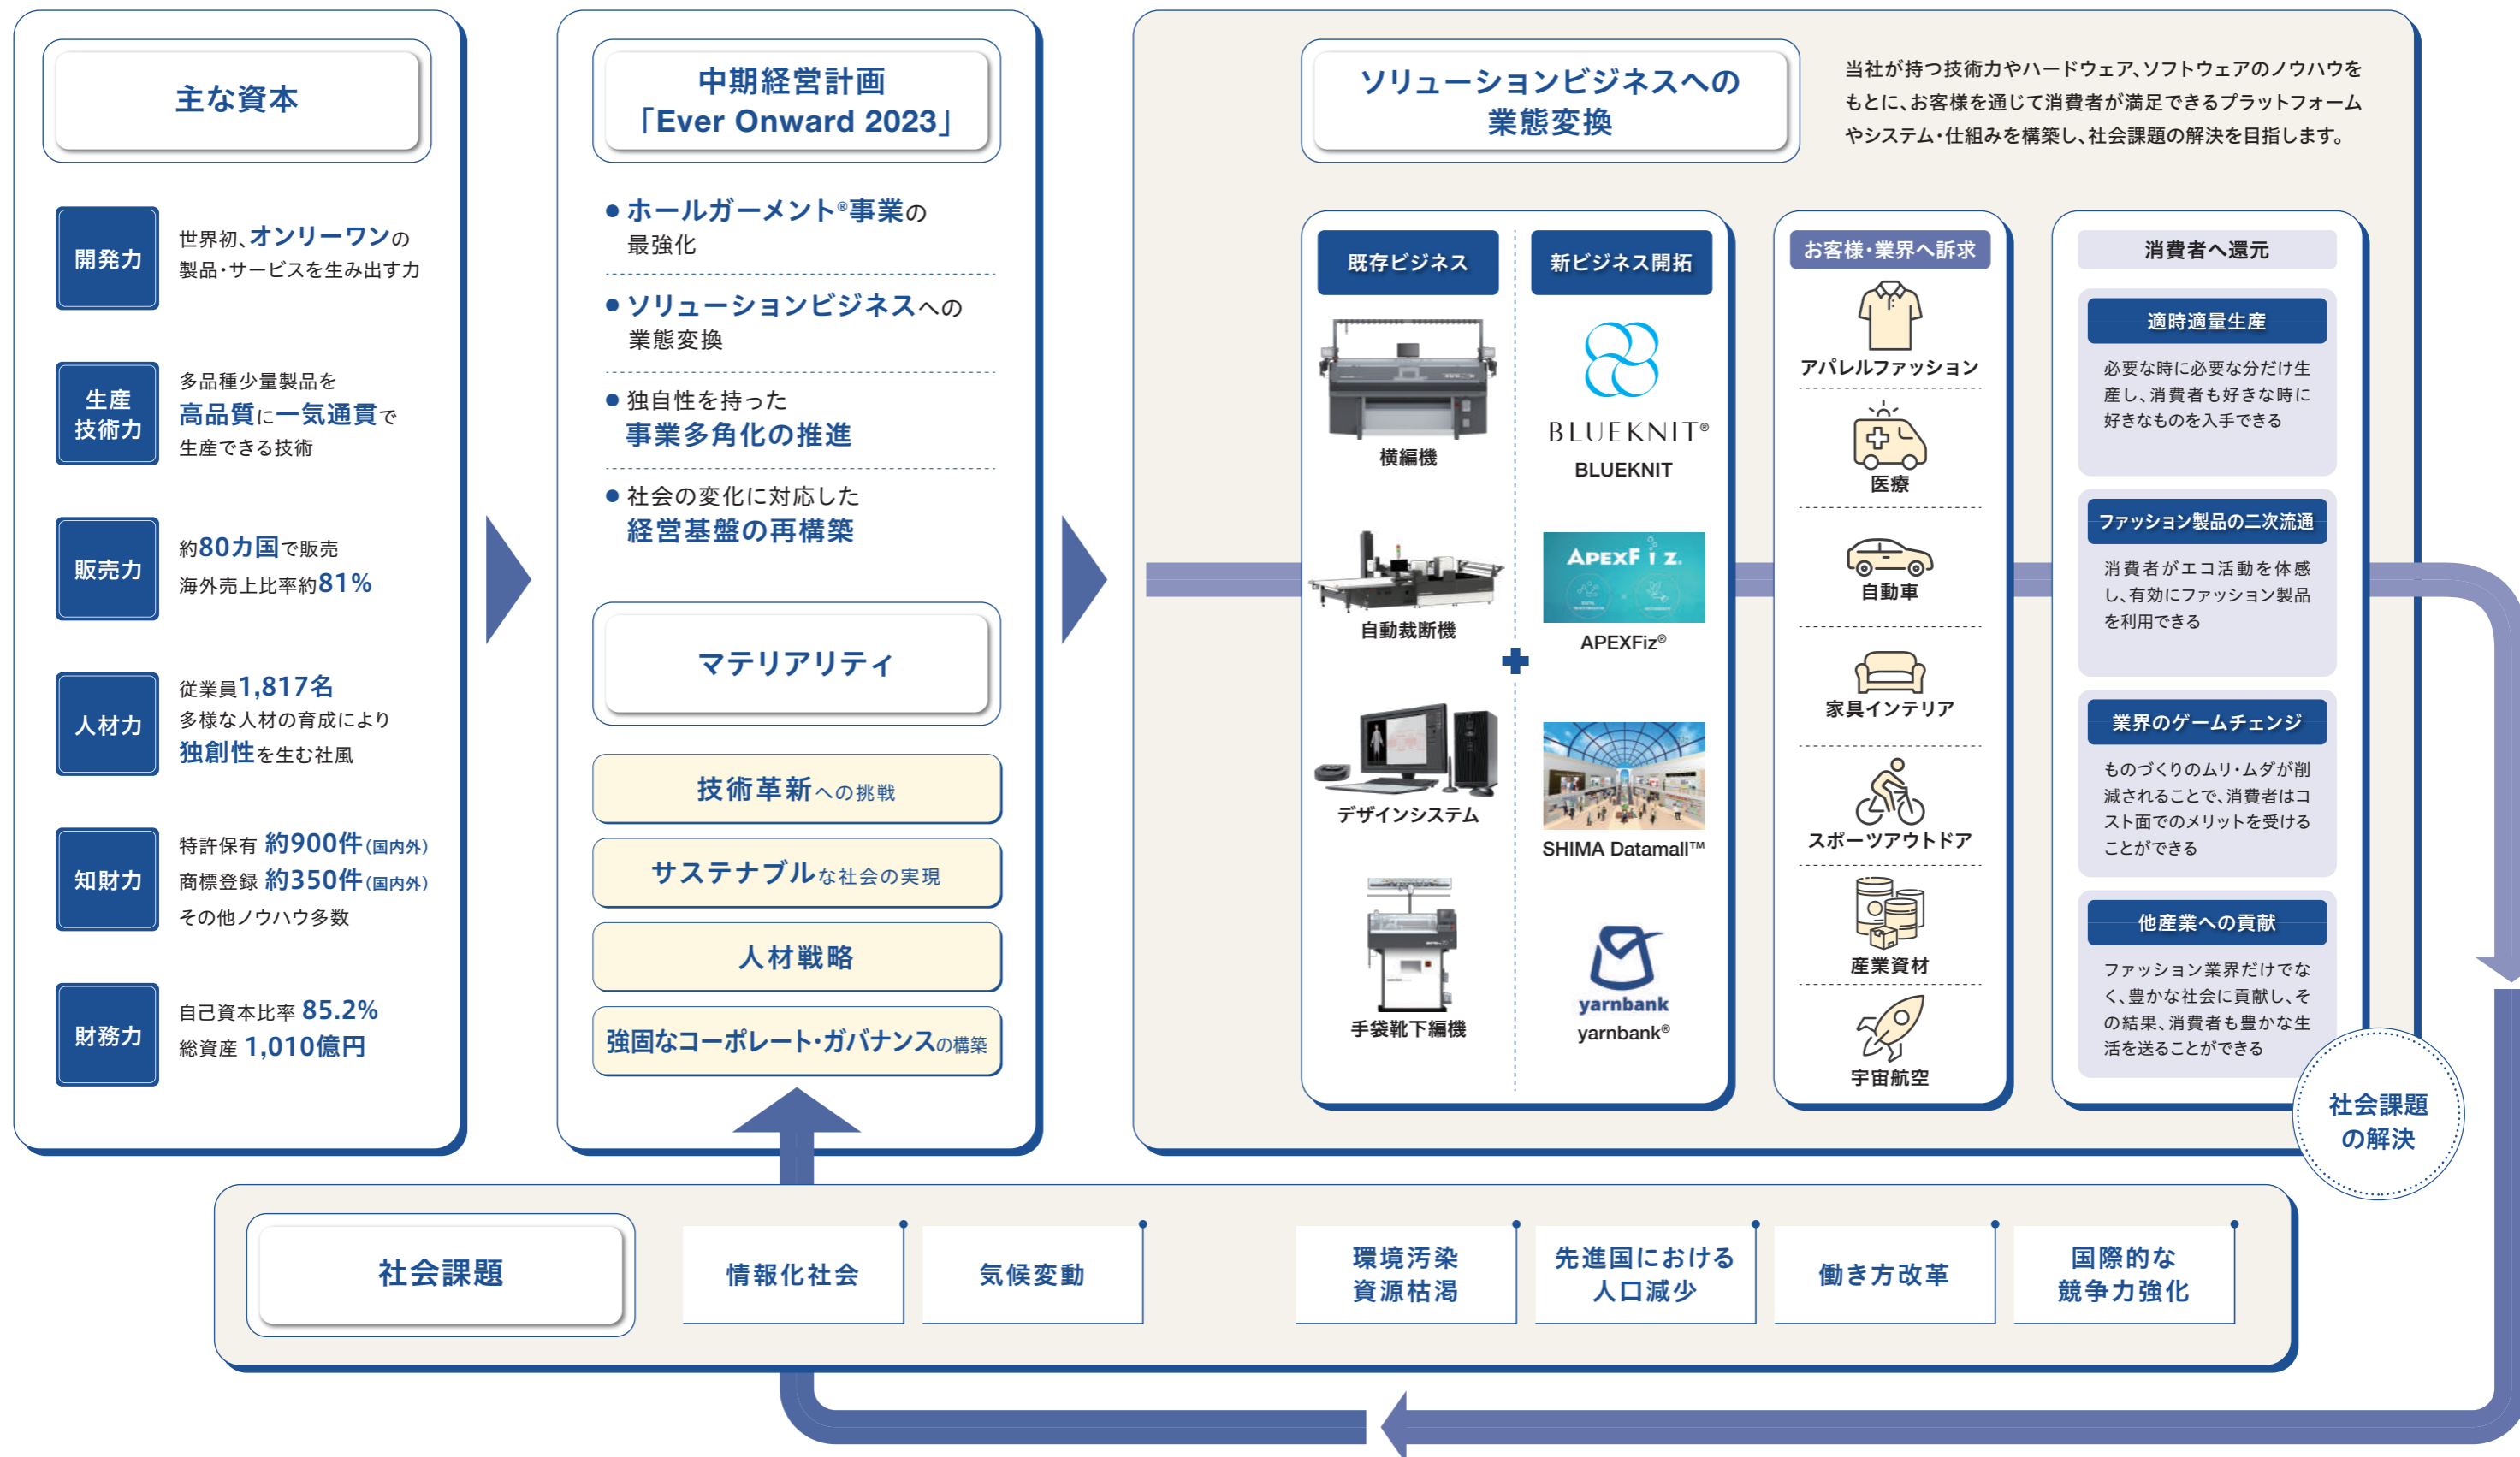 主な資本
開発力
世界初、オンリーワンの
製品・サービスを生み出す力
生産
技術力
多品種少量製品を
高品質に一気通貫で
生産できる技術
販売力
約80カ国で販売
海外売上比率約81%
人材力
従業員1,817名
多様な人材の育成により
独創性を生む社風
知財力
特許保有 約900件(国内外)
商標登録 約350件(国内外)
その他ノウハウ多数
財務力
自己資本比率 85.2%
総資産 1,010億円
中期経営計画
「Ever Onward 2023」
● ホールガーメント®事業の
最強化
● ソリューションビジネスへの
業態変換
● 独自性を持った
事業多角化の推進
● 社会の変化に対応した
経営基盤の再構築
マテリアリティ
技術革新への挑戦
サステナブルな社会の実現
人材戦略
強固なコーポレート・ガバナンスの構築
ソリューションビジネスへの
業態変換
当社が持つ技術力やハードウェア、ソフトウェアのノウハウを
もとに、お客様を通じて消費者が満足できるプラットフォーム
やシステム・仕組みを構築し、社会課題の解決を目指します。
既存ビジネス
横編機
自動裁断機
デザインシステム
手袋靴下編機
新ビジネス開拓
BLUEKNIT®
BLUEKNIT
APEXFiz.
APEXFiz®
SHIMA Datamall™
yarnbank
yarnbank®
お客様・業界へ訴求
アパレルファッション
医療
自動車
家具インテリア
スポーツアウトドア
産業資材
宇宙航空
消費者へ還元
適時適量生産
必要な時に必要な分だけ生
産し、消費者も好きな時に
好きなものを入手できる
ファッション製品の二次流通
消費者がエコ活動を体感
し、有効にファッション製品
を利用できる
業界のゲームチェンジ
ものづくりのムリ・ムダが削
減されることで、消費者はコ
スト面でのメリットを受ける
ことができる
他産業への貢献
ファッション業界だけでな
く、豊かな社会に貢献し、そ
の結果、消費者も豊かな生
活を送ることができる
社会課題
の解決
社会課題
情報化社会
気候変動
環境汚染
資源枯渇
先進国における
人口減少
働き方改革
国際的な
競争力強化